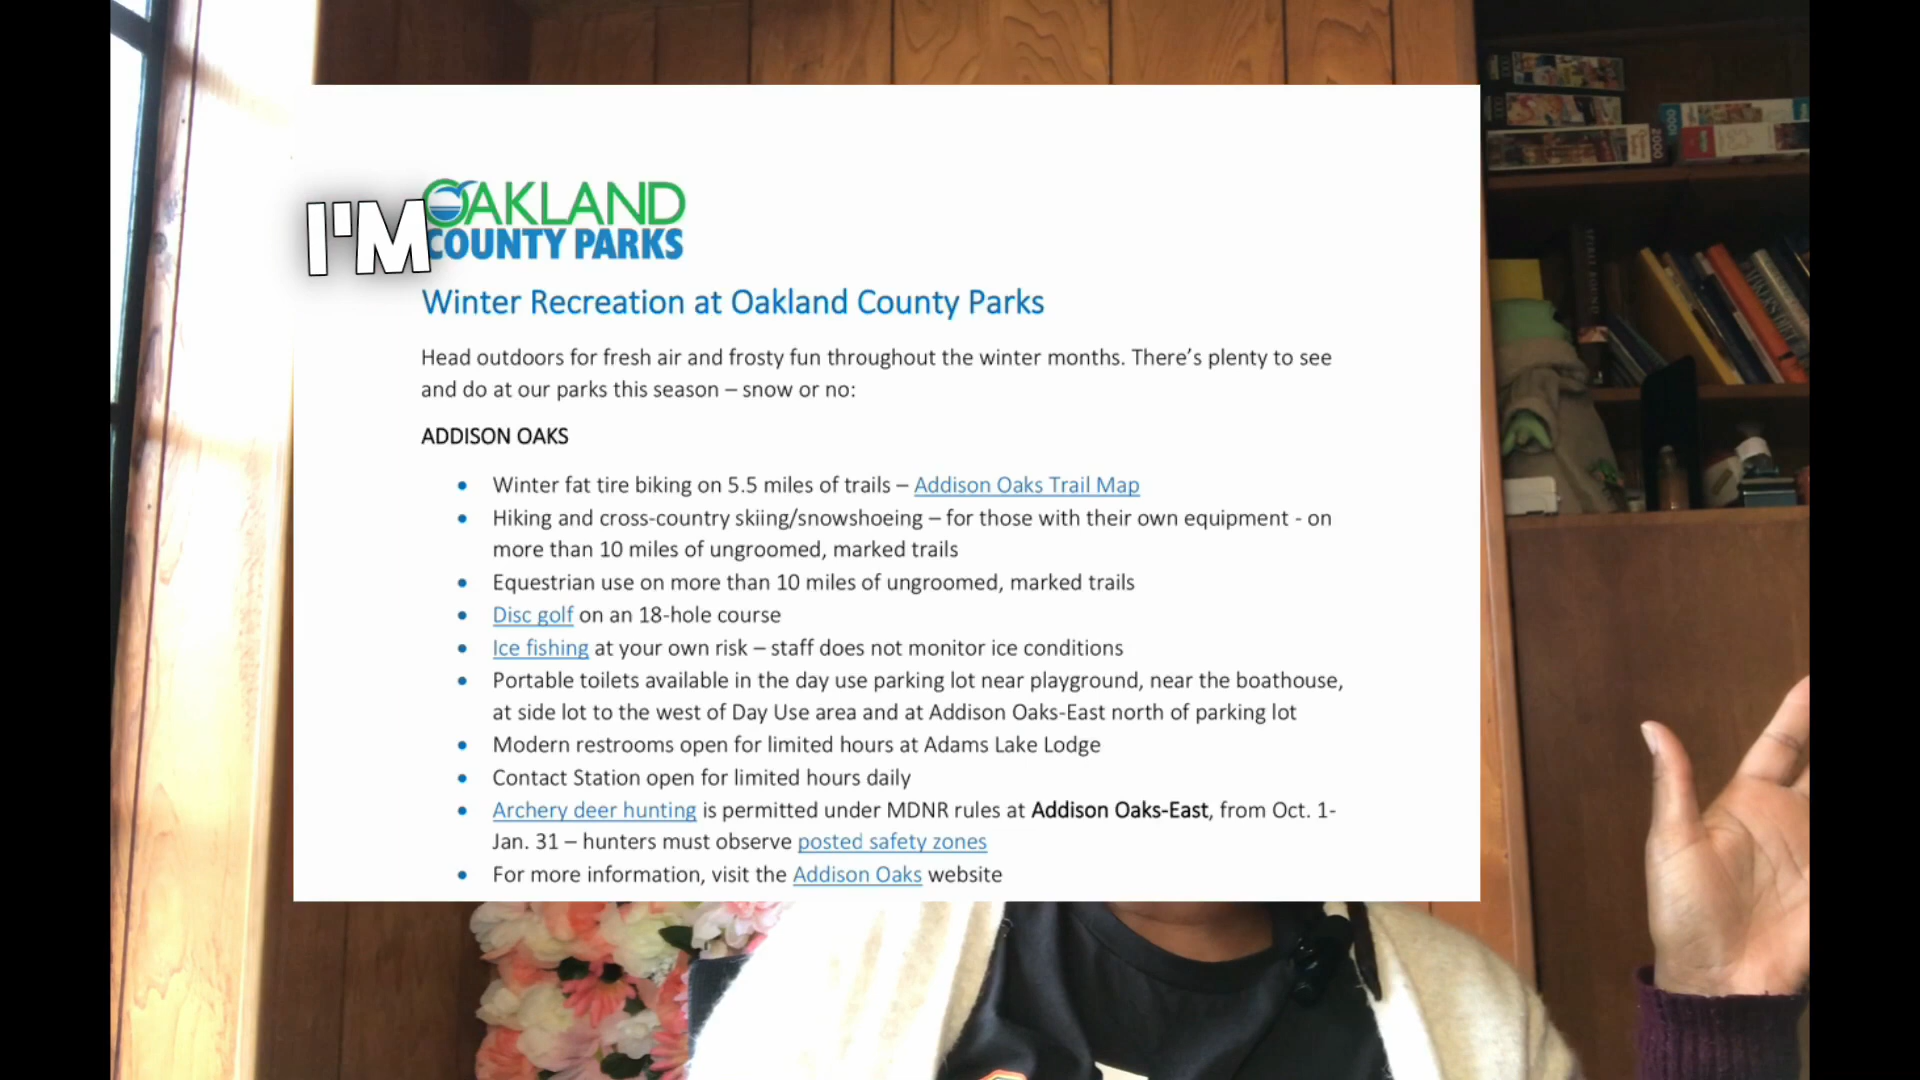 I'M
OAKLAND
COUNTY PARKS
Winter Recreation at Oakland County Parks
Head outdoors for fresh air and frosty fun throughout the winter months. There’s plenty to see
and do at our parks this season – snow or no:
ADDISON OAKS
• Winter fat tire biking on 5.5 miles of trails – Addison Oaks Trail Map
• Hiking and cross-country skiing/snowshoeing – for those with their own equipment - on
more than 10 miles of ungroomed, marked trails
• Equestrian use on more than 10 miles of ungroomed, marked trails
• Disc golf on an 18-hole course
• Ice fishing at your own risk – staff does not monitor ice conditions
• Portable toilets available in the day use parking lot near playground, near the boathouse,
at side lot to the west of Day Use area and at Addison Oaks-East north of parking lot
• Modern restrooms open for limited hours at Adams Lake Lodge
• Contact Station open for limited hours daily
• Archery deer hunting is permitted under MDNR rules at Addison Oaks-East, from Oct. 1-
Jan. 31 – hunters must observe posted safety zones
• For more information, visit the Addison Oaks website
1000
2000